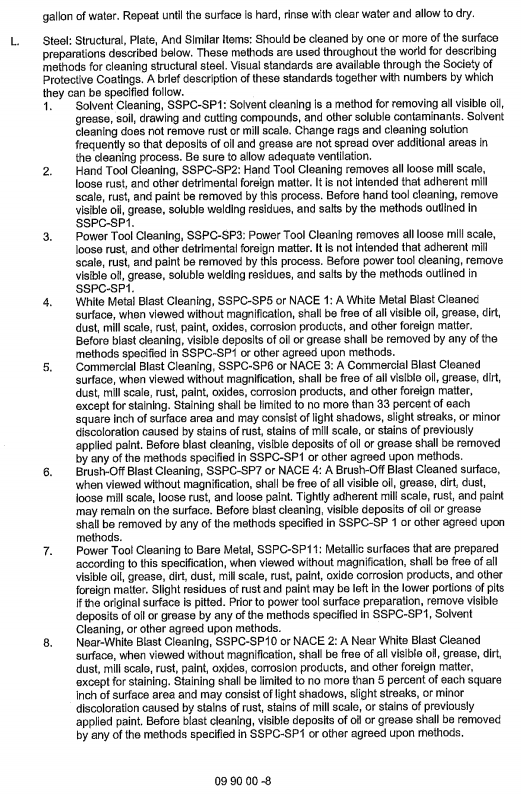 gallon of water. Repeat until the surface is hard, rinse with clear water and allow to dry.
L. Steel: Structural, Plate, And Similar Items: Should be cleaned by one or more of the surface
preparations described below. These methods are used throughout the world for describing
methods for cleaning structural steel. Visual standards are available through the Society of
Protective Coatings. A brief description of these standards together with numbers by which
they can be specified follow.
1. Solvent Cleaning, SSPC-SP1: Solvent cleaning is a method for removing all visible oil,
grease, soil, drawing and cutting compounds, and other soluble contaminants. Solvent
cleaning does not remove rust or mill scale. Change rags and cleaning solution
frequently so that deposits of oil and grease are not spread over additional areas in
the cleaning process. Be sure to allow adequate ventilation.
2. Hand Tool Cleaning, SSPC-SP2: Hand Tool Cleaning removes all loose mill scale,
loose rust, and other detrimental foreign matter. It is not intended that adherent mill
scale, rust, and paint be removed by this process. Before hand tool cleaning, remove
visible oil, grease, soluble welding residues, and salts by the methods outlined in
SSPC-SP1.
3. Power Tool Cleaning, SSPC-SP3: Power Tool Cleaning removes all loose mill scale,
loose rust, and other detrimental foreign matter. It is not intended that adherent mill
scale, rust, and paint be removed by this process. Before power tool cleaning, remove
visible oil, grease, soluble welding residues, and salts by the methods outlined in
SSPC-SP1.
4. White Metal Blast Cleaning, SSPC-SP5 or NACE 1: A White Metal Blast Cleaned
surface, when viewed without magnification, shall be free of all visible oil, grease, dirt,
dust, mill scale, rust, paint, oxides, corrosion products, and other foreign matter.
Before blast cleaning, visible deposits of oil or grease shall be removed by any of the
methods specified in SSPC-SP1 or other agreed upon methods.
5. Commercial Blast Cleaning, SSPC-SP6 or NACE 3: A Commercial Blast Cleaned
surface, when viewed without magnification, shall be free of all visible oil, grease, dirt,
dust, mill scale, rust, paint, oxides, corrosion products, and other foreign matter,
except for staining. Staining shall be limited to no more than 33 percent of each
square inch of surface area and may consist of light shadows, slight streaks, or minor
discoloration caused by stains of rust, stains of mill scale, or stains of previously
applied paint. Before blast cleaning, visible deposits of oil or grease shall be removed
by any of the methods specified in SSPC-SP1 or other agreed upon methods.
6. Brush-Off Blast Cleaning, SSPC-SP7 or NACE 4: A Brush-Off Blast Cleaned surface,
when viewed without magnification, shall be free of all visible oil, grease, dirt, dust,
loose mill scale, loose rust, and loose paint. Tightly adherent mill scale, rust, and paint
may remain on the surface. Before blast cleaning, visible deposits of oil or grease
shall be removed by any of the methods specified in SSPC-SP 1 or other agreed upon
methods.
7. Power Tool Cleaning to Bare Metal, SSPC-SP11: Metallic surfaces that are prepared
according to this specification, when viewed without magnification, shall be free of all
visible oil, grease, dirt, dust, mill scale, rust, paint, oxide corrosion products, and other
foreign matter. Slight residues of rust and paint may be left in the lower portions of pits
if the original surface is pitted. Prior to power tool surface preparation, remove visible
deposits of oil or grease by any of the methods specified in SSPC-SP1, Solvent
Cleaning, or other agreed upon methods.
8. Near-White Blast Cleaning, SSPC-SP10 or NACE 2: A Near White Blast Cleaned
surface, when viewed without magnification, shall be free of all visible oil, grease, dirt,
dust, mill scale, rust, paint, oxides, corrosion products, and other foreign matter,
except for staining. Staining shall be limited to no more than 5 percent of each square
inch of surface area and may consist of light shadows, slight streaks, or minor
discoloration caused by stains of rust, stains of mill scale, or stains of previously
applied paint. Before blast cleaning, visible deposits of oil or grease shall be removed
by any of the methods specified in SSPC-SP1 or other agreed upon methods.
09 90 00 -8